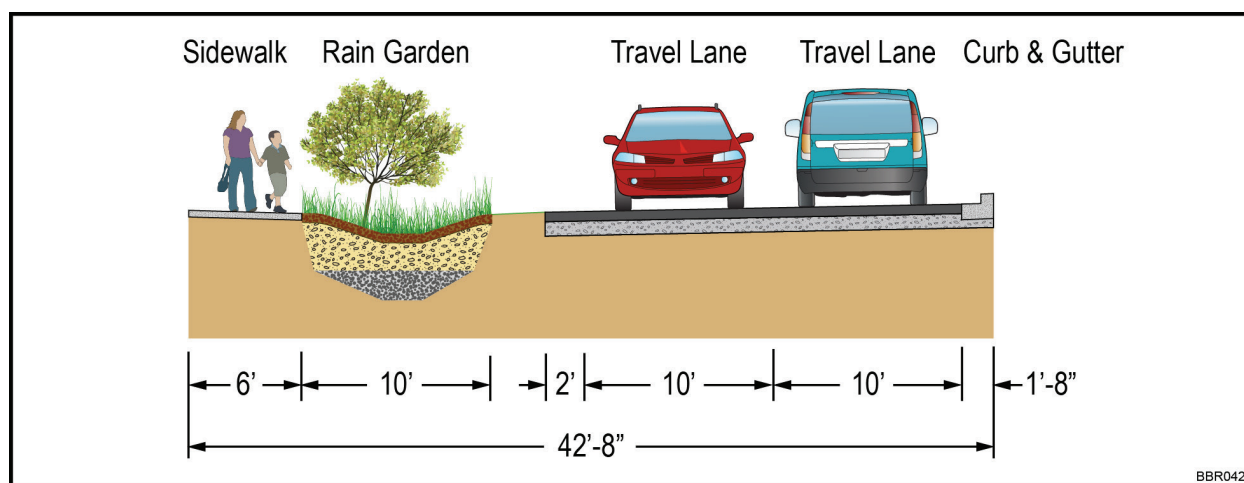 Sidewalk Rain Garden Travel Lane Travel Lane Curb & Gutter
6’ 10’ 2’ 10’ 10’ 1’-8”
42’-8”
BBR042